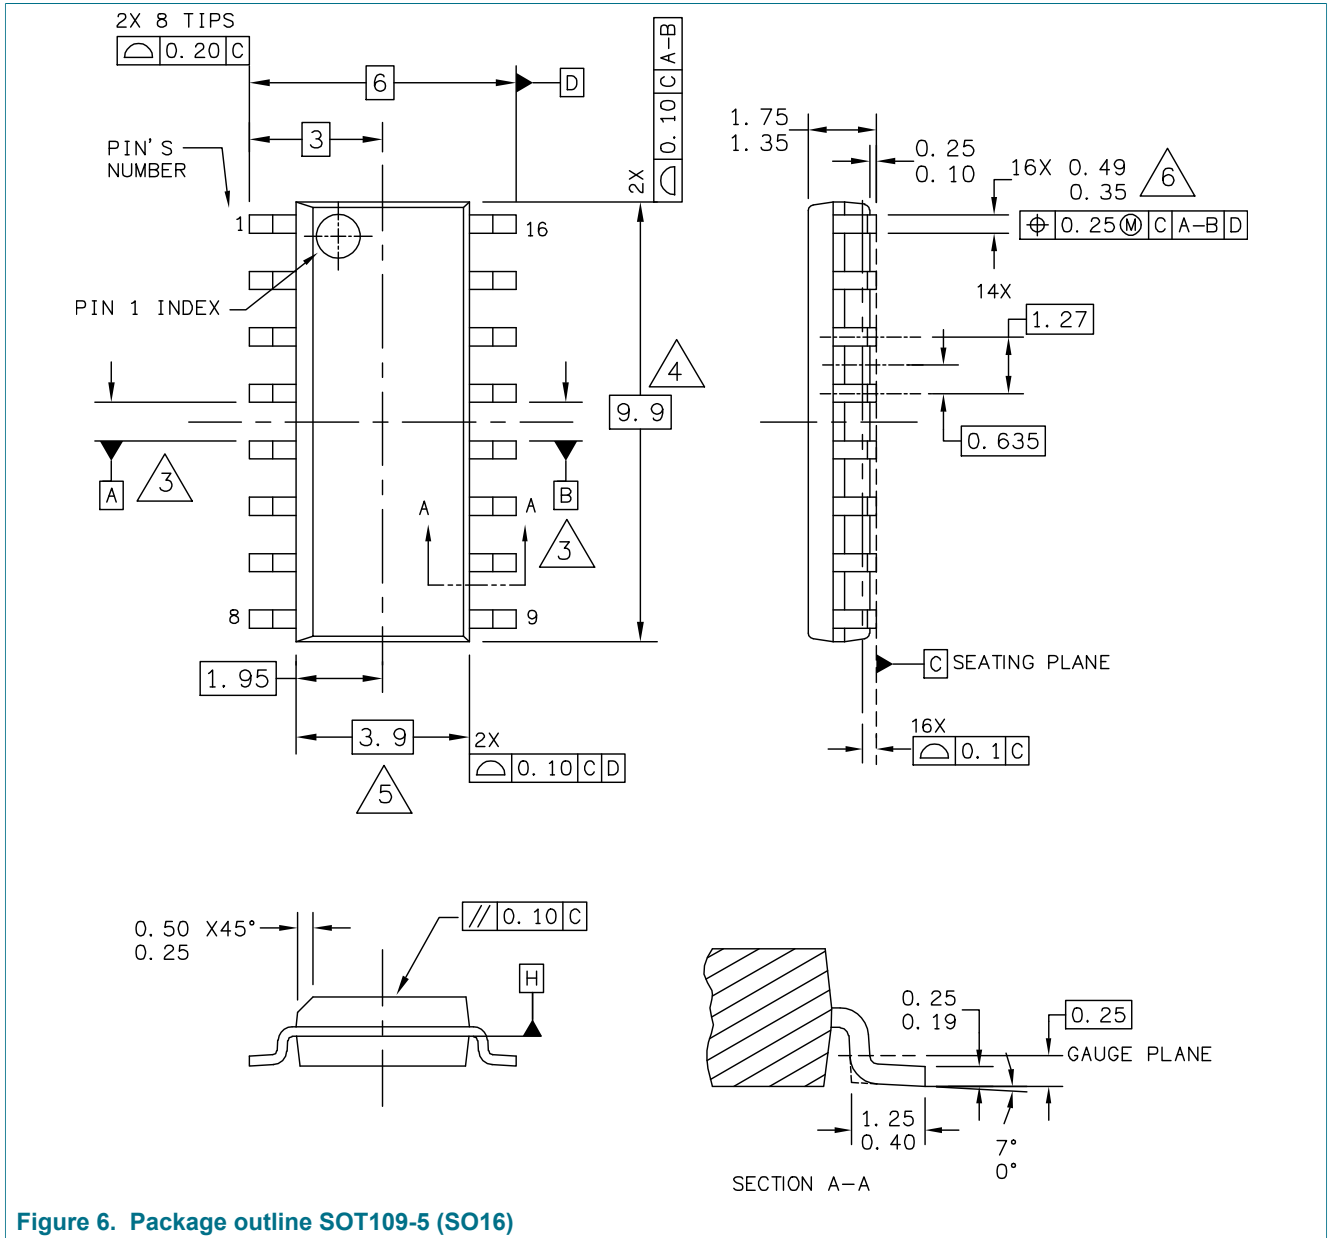 2X 8 TIPS
⌓ 0.20 C
6
D
3
PIN'S
NUMBER
2X
⌓ 0.10 C A-B
1
16
PIN 1 INDEX
4
9.9
A
3
B
3
A
A
8
9
1.95
3.9
5
2X
⌓ 0.10 C D
1.75
1.35
0.25
0.10
16X 0.49
0.35
6
⌖ 0.25 Ⓜ C A-B D
14X
1.27
0.635
C SEATING PLANE
16X
⌓ 0.1 C
0.50 X45°
0.25
// 0.10 C
H
0.25
0.19
0.25
GAUGE PLANE
1.25
0.40
7°
0°
SECTION A-A
Figure 6. Package outline SOT109-5 (SO16)